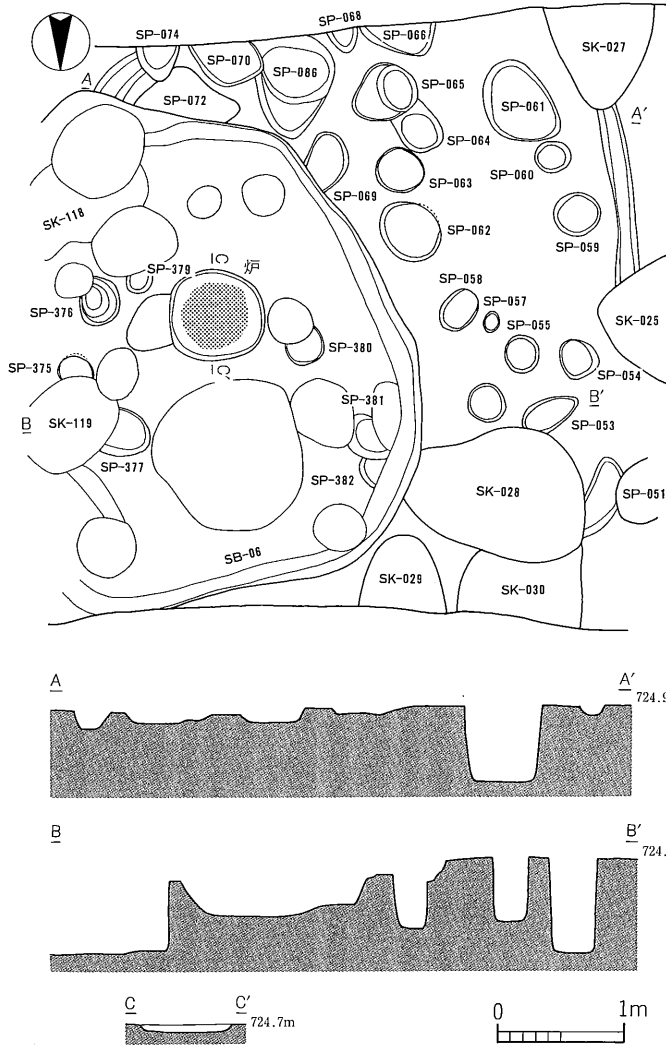 SP-068
SP-074
SP-066
SK-027
SP-070
SP-086
A
SP-065
SP-072
SP-061
A′
SP-064
SP-060
SP-063
SP-069
SK-118
SP-059
SP-062
C
炉
SP-379
SP-058
SP-057
SP-376
SP-055
SK-025
SP-380
SP-375
C′
SP-054
SP-381
B′
B
SK-119
SP-053
SP-377
SP-382
SK-028
SP-051
SB-06
SK-029
SK-030
A
A′
724.9
B
B′
724.
C
C′
724.7m
0
1m